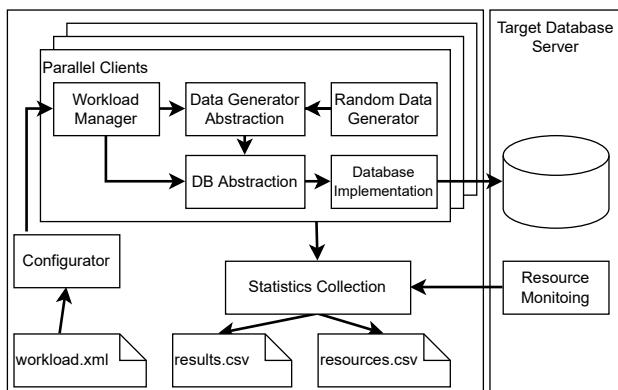 Target Database
Server
Parallel Clients
Workload
Manager
Data Generator
Abstraction
Random Data
Generator
DB Abstraction
Database
Implementation
Configurator
Statistics Collection
Resource
Monitoing
workload.xml
results.csv
resources.csv